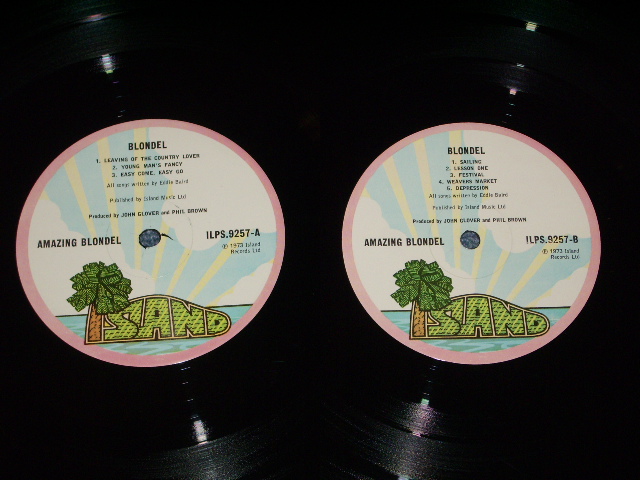 BLONDEL
1. LEAVING OF THE COUNTRY LOVER
2. YOUNG MAN'S FANCY
3. EASY COME, EASY GO
All songs written by Eddie Baird
Published by Island Music Ltd
Produced by JOHN GLOVER and PHIL BROWN
AMAZING BLONDEL
ILPS.9257-A
℗ 1973 Island
Records Ltd
ISLAND
BLONDEL
1. SAILING
2. LESSON ONE
3. FESTIVAL
4. WEAVERS MARKET
5. DEPRESSION
All songs written by Eddie Baird
Published by Island Music Ltd
Produced by JOHN GLOVER and PHIL BROWN
AMAZING BLONDEL
ILPS.9257-B
℗ 1973 Island
Records Ltd
ISLAND